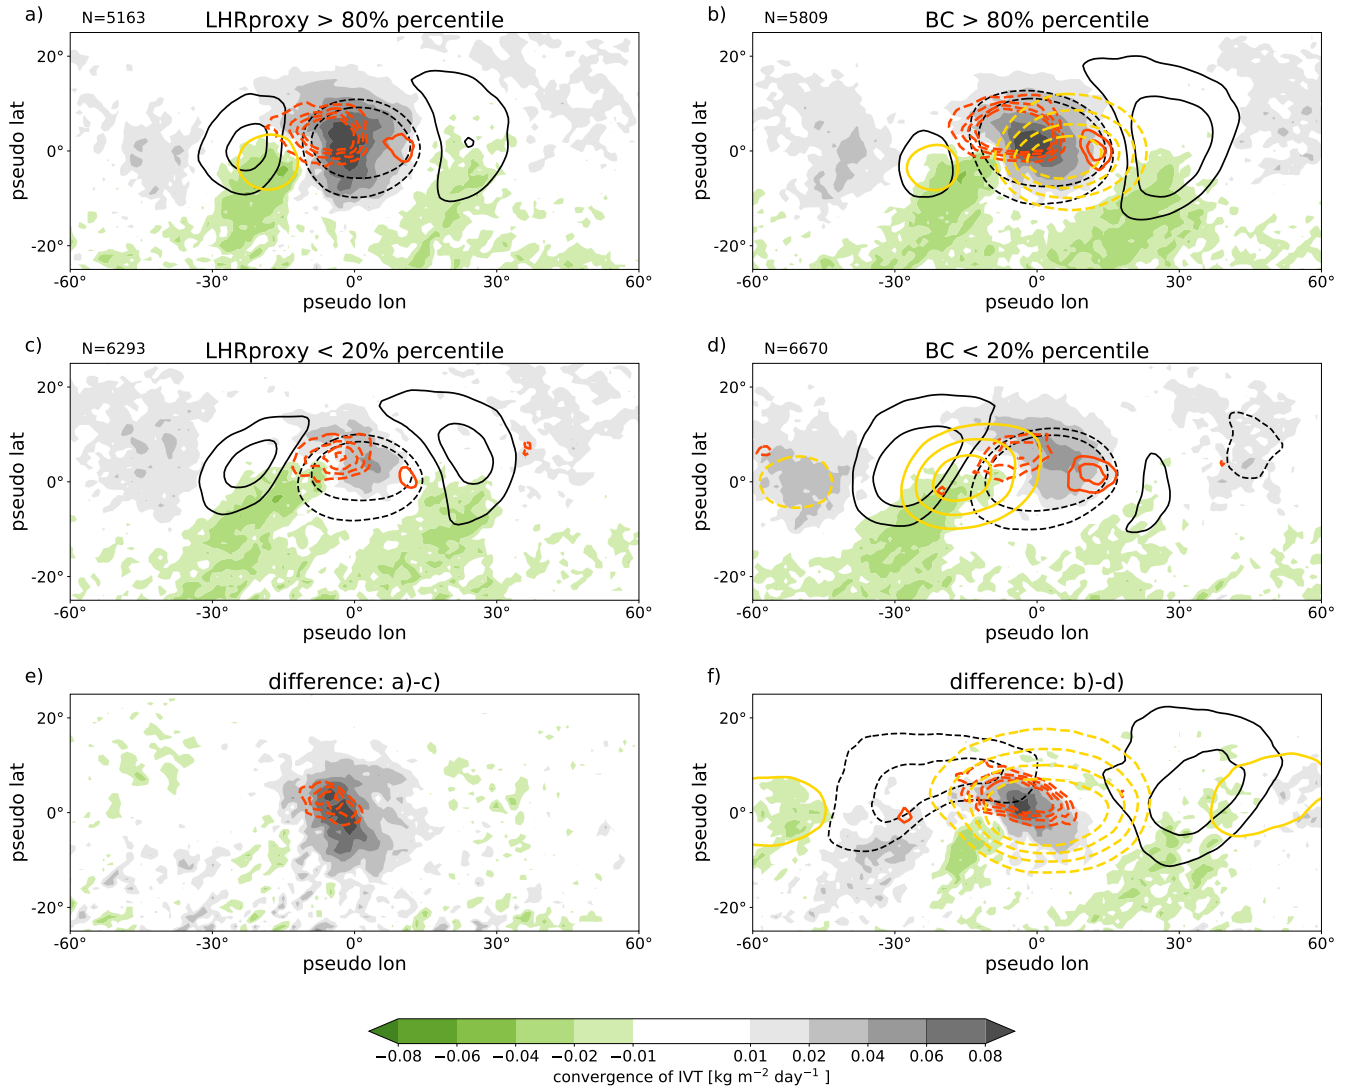 a) N=5163 LHRproxy > 80% percentile
b) N=5809 BC > 80% percentile
20°
0°
-20°
pseudo lat
-60° -30° 0° 30° 60°
pseudo lon
20°
0°
-20°
pseudo lat
-60° -30° 0° 30° 60°
pseudo lon
c) N=6293 LHRproxy < 20% percentile
d) N=6670 BC < 20% percentile
20°
0°
-20°
pseudo lat
-60° -30° 0° 30° 60°
pseudo lon
20°
0°
-20°
pseudo lat
-60° -30° 0° 30° 60°
pseudo lon
e) difference: a)-c)
f) difference: b)-d)
20°
0°
-20°
pseudo lat
-60° -30° 0° 30° 60°
pseudo lon
20°
0°
-20°
pseudo lat
-60° -30° 0° 30° 60°
pseudo lon
−0.08 −0.06 −0.04 −0.02 −0.01 0.01 0.02 0.04 0.06 0.08
convergence of IVT [kg m⁻² day⁻¹ ]